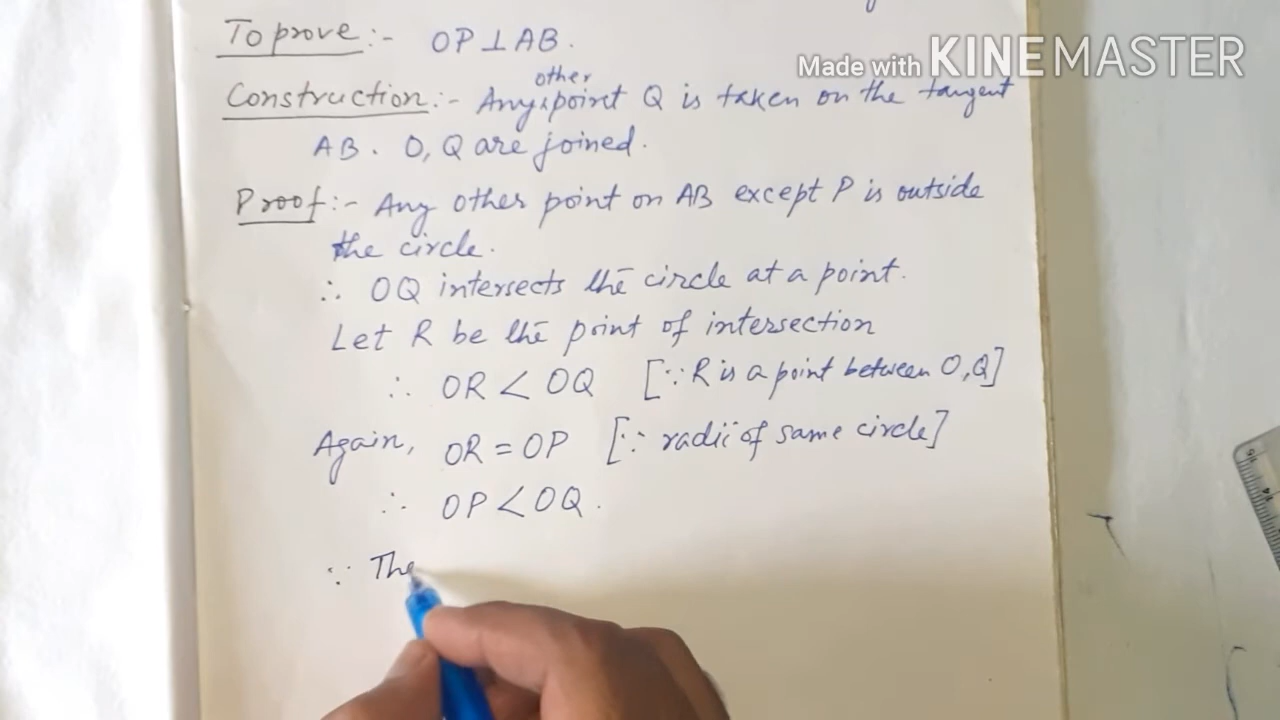 To prove :- OP ⊥ AB.
Made with KINEMASTER
other
Construction :- Any point Q is taken on the tangent
AB. O, Q are joined.
Proof :- Any other point on AB except P is outside
the circle.
∴ OQ intersects the circle at a point.
Let R be the point of intersection
∴ OR < OQ [∵ R is a point between O, Q]
Again, OR = OP [∵ radii of same circle]
∴ OP < OQ.
∵ The